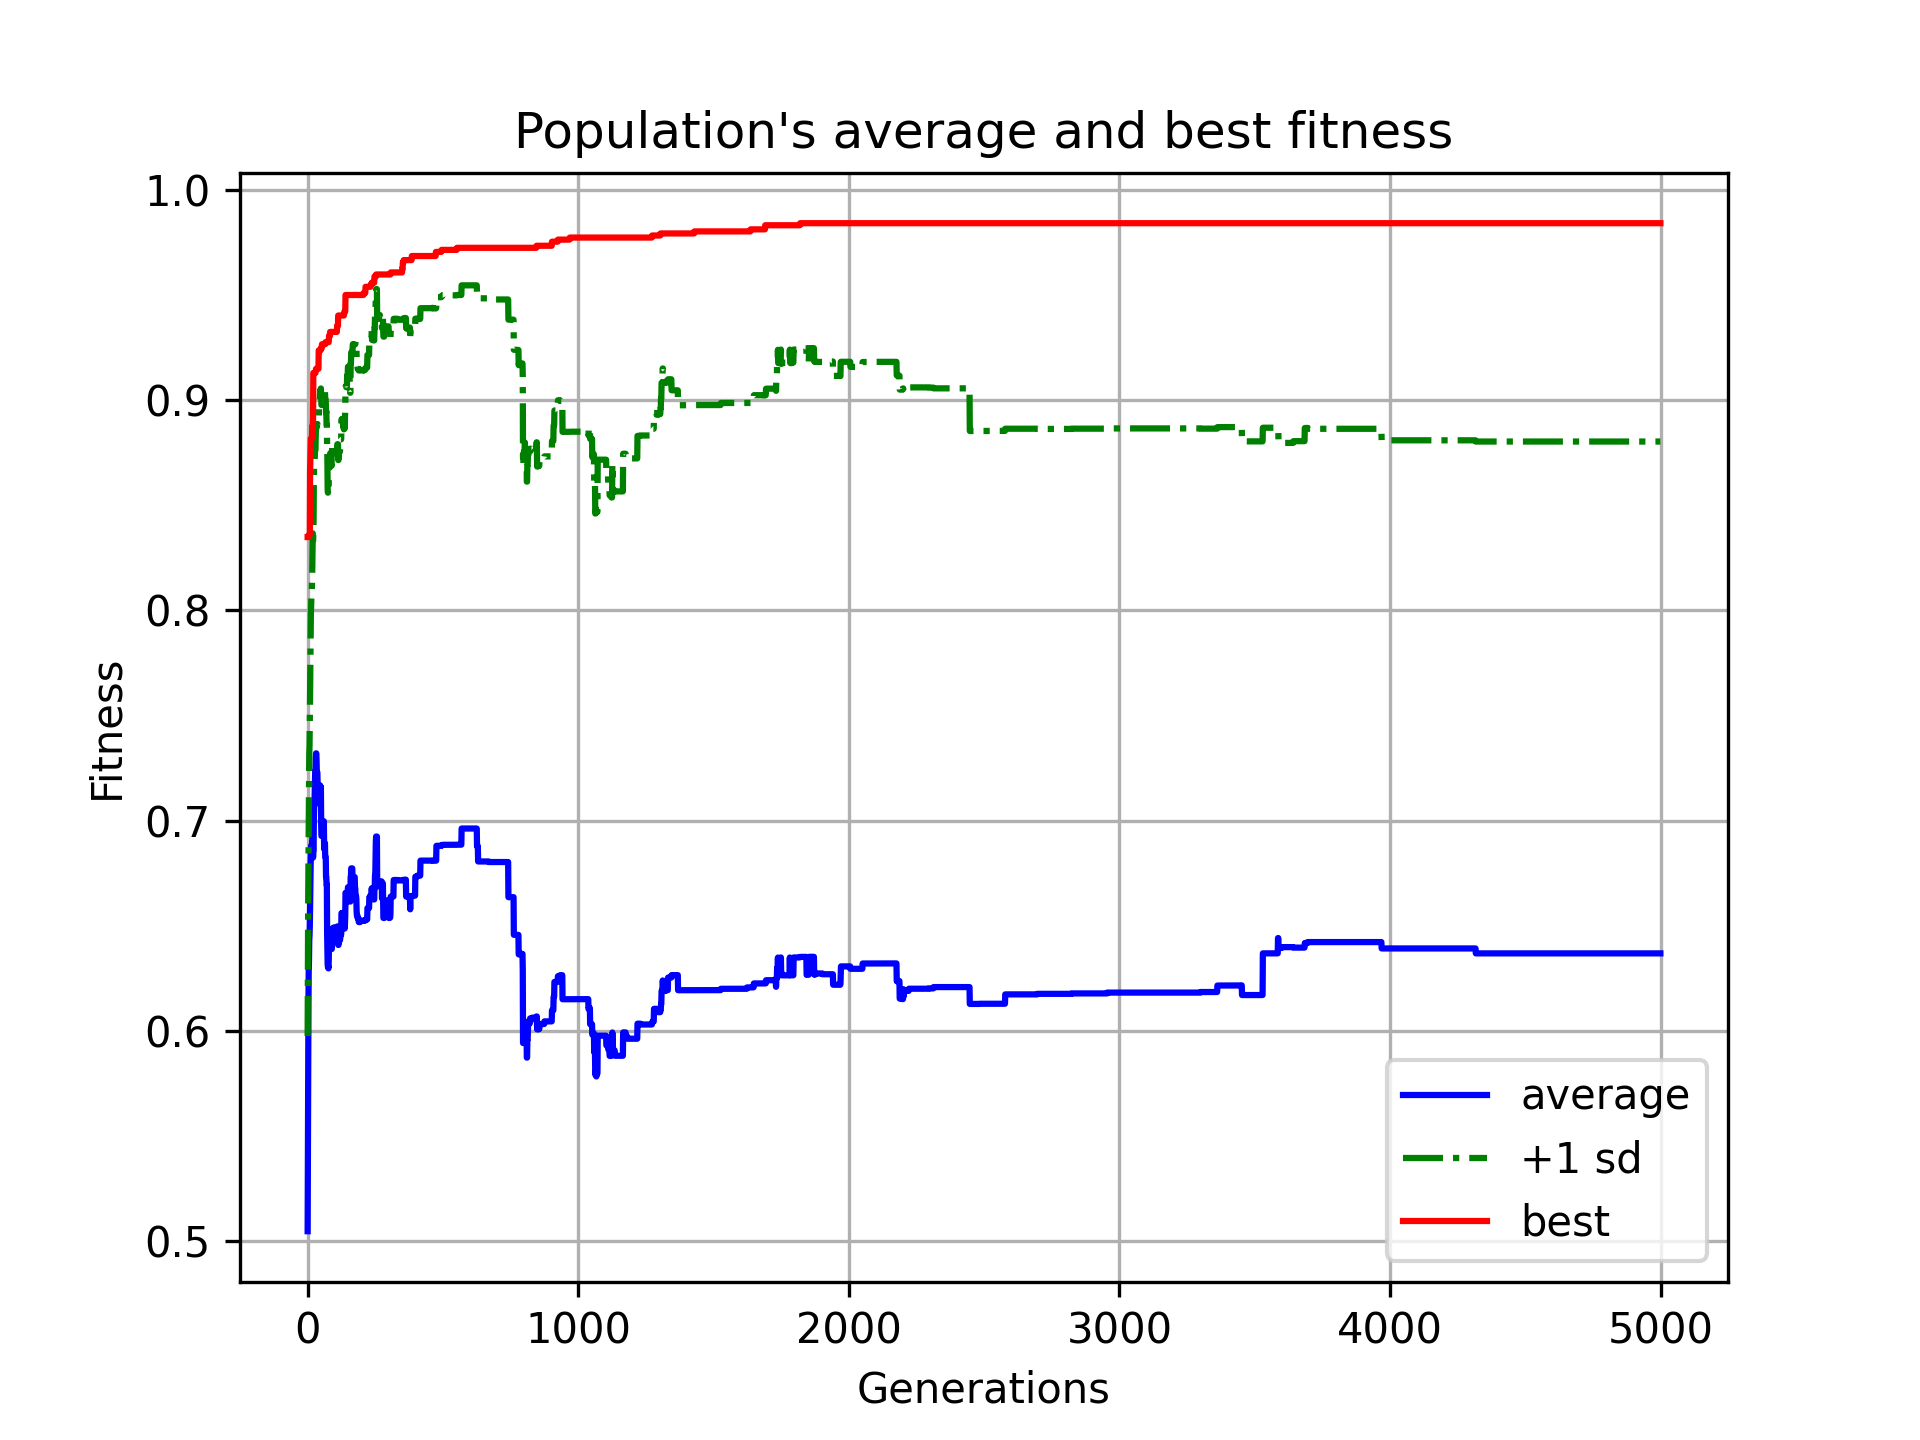 Population's average and best fitness
1.0
0.9
0.8
0.7
0.6
0.5
Fitness
0 1000 2000 3000 4000 5000
Generations
average
+1 sd
best